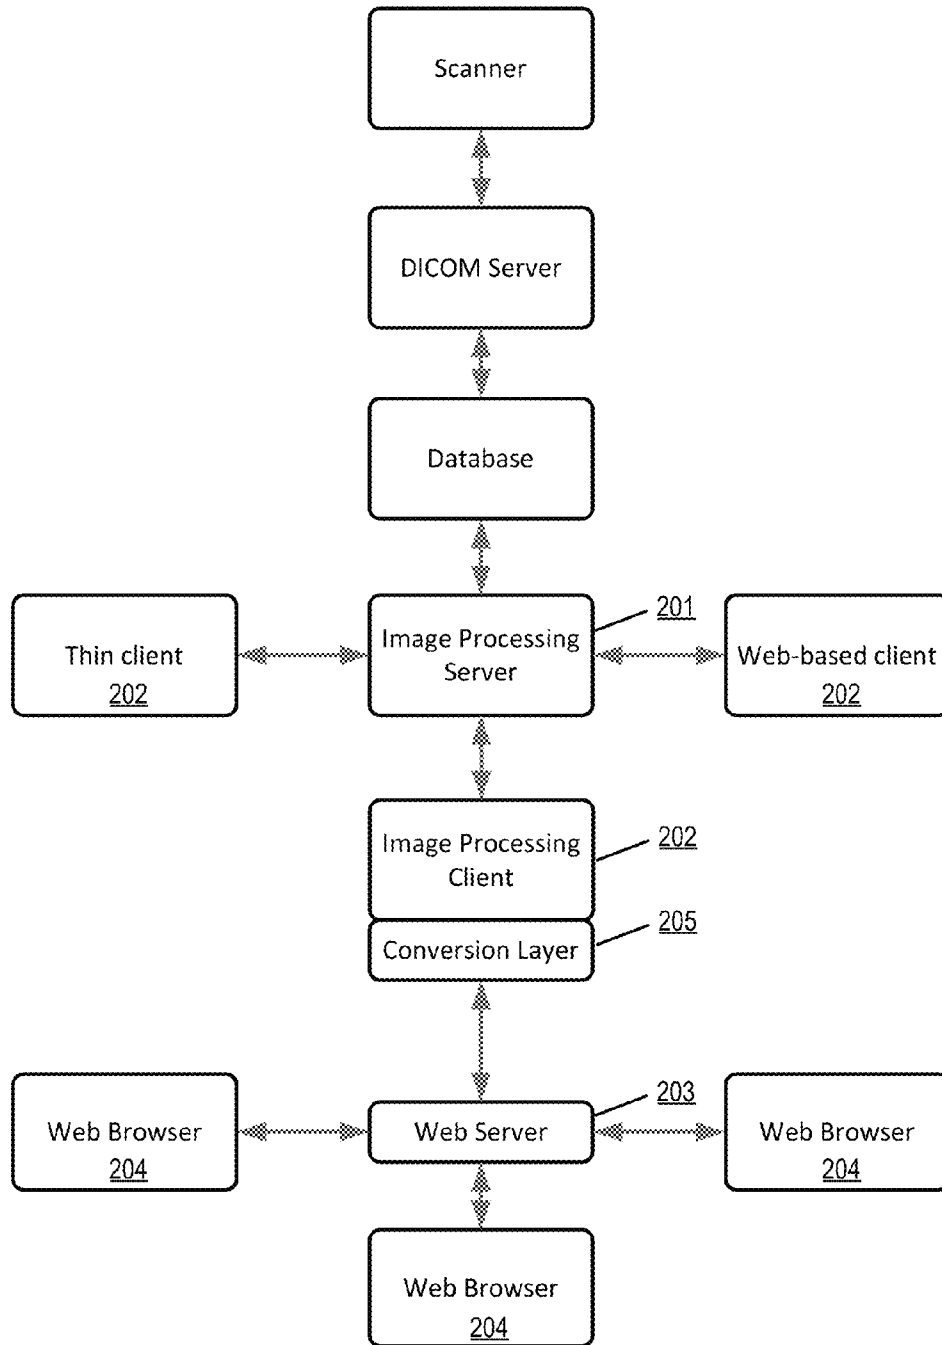 Scanner
DICOM Server
Database
201
Thin client
202
Image Processing
Server
Web-based client
202
Image Processing
Client
202
Conversion Layer
205
203
Web Browser
204
Web Server
Web Browser
204
Web Browser
204